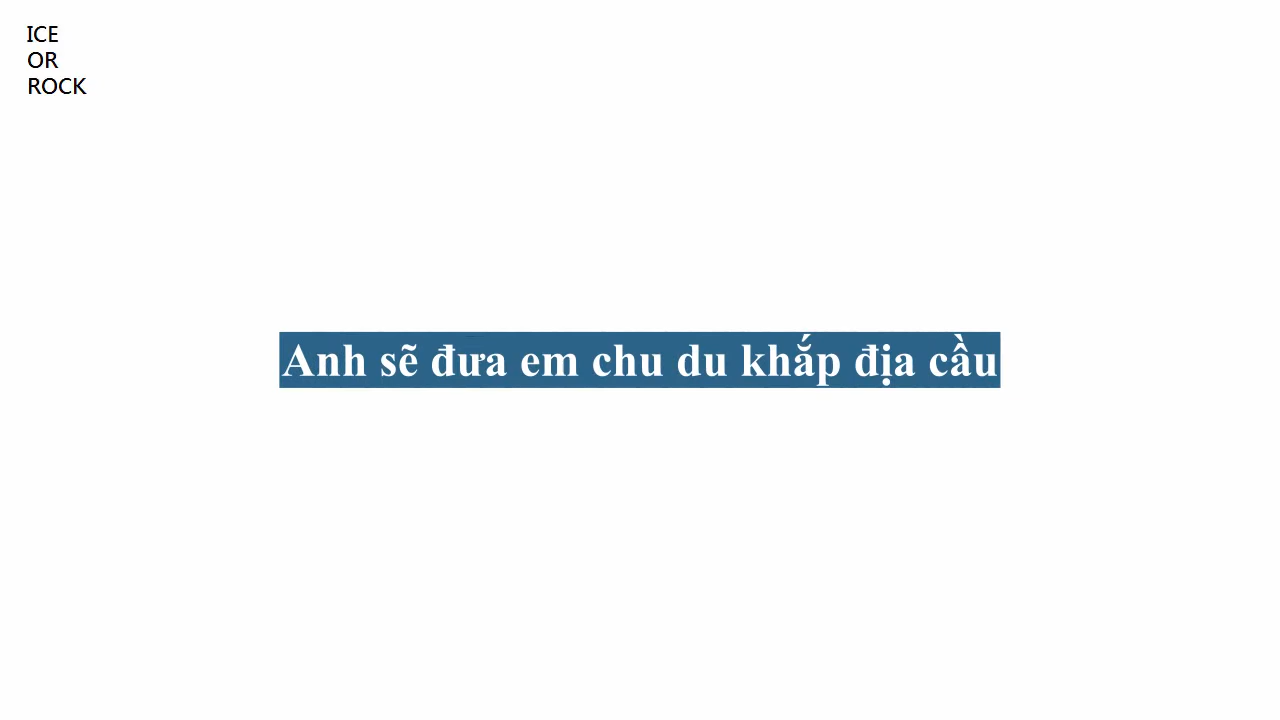 ICE
OR
ROCK
Anh sẽ đưa em chu du khắp địa cầu